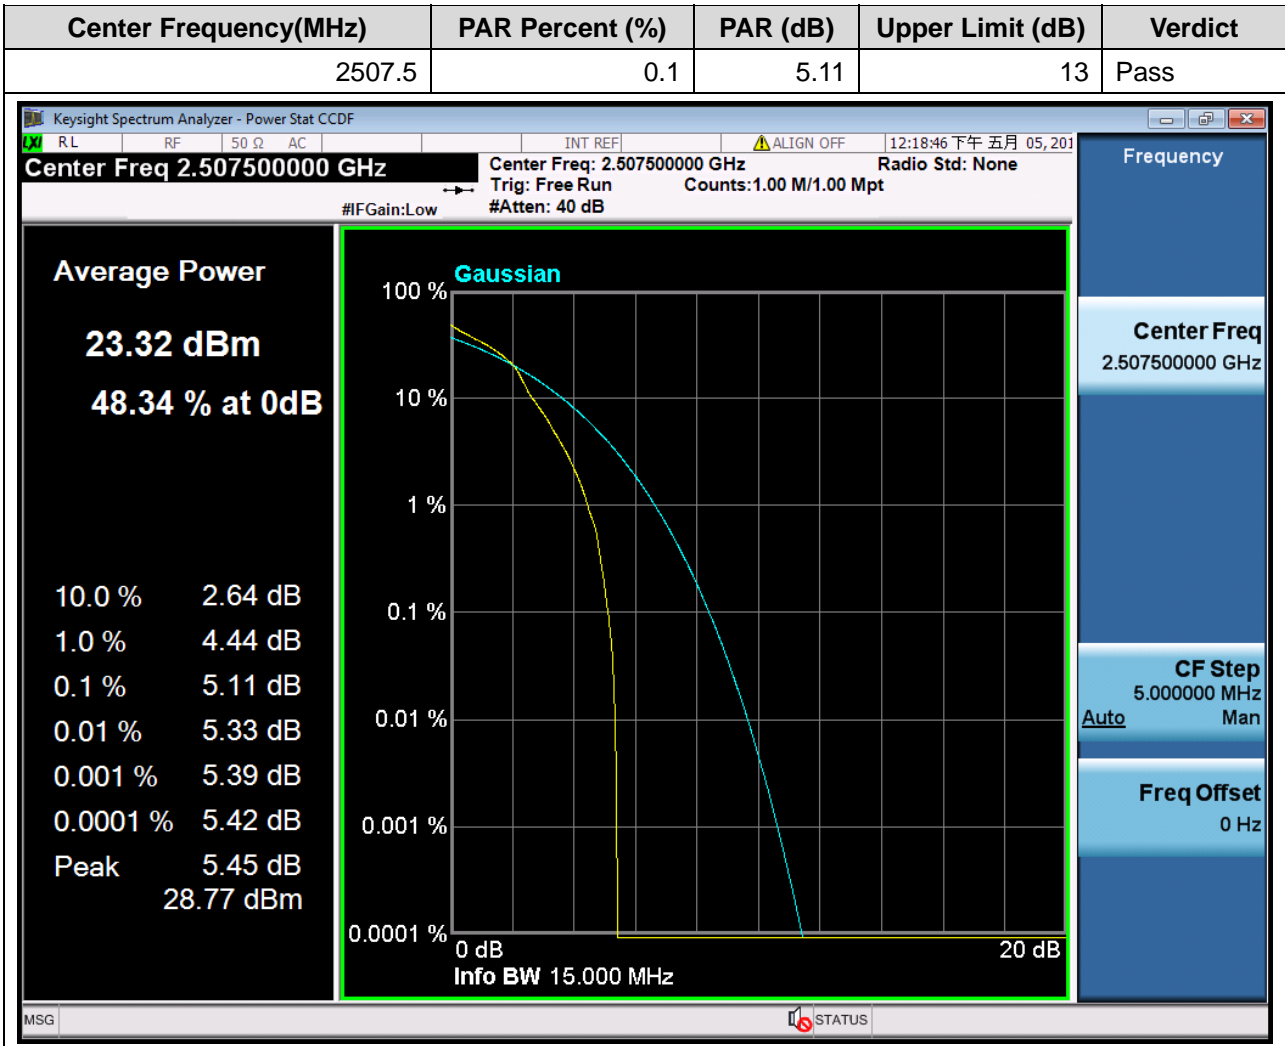 Center Frequency(MHz) PAR Percent (%) PAR (dB) Upper Limit (dB) Verdict
2507.5 0.1 5.11 13 Pass
Keysight Spectrum Analyzer - Power Stat CCDF
LXI RL RF 50 Ω AC INT REF ALIGN OFF 12:18:46 下午 五月 05, 201
Center Freq 2.507500000 GHz
Center Freq: 2.507500000 GHz Radio Std: None
Trig: Free Run Counts:1.00 M/1.00 Mpt
#IFGain:Low #Atten: 40 dB
Average Power
23.32 dBm
48.34 % at 0dB
10.0 % 2.64 dB
1.0 % 4.44 dB
0.1 % 5.11 dB
0.01 % 5.33 dB
0.001 % 5.39 dB
0.0001 % 5.42 dB
Peak 5.45 dB
28.77 dBm
Gaussian
100 %
10 %
1 %
0.1 %
0.01 %
0.001 %
0.0001 %
0 dB 20 dB
Info BW 15.000 MHz
Frequency
Center Freq
2.507500000 GHz
CF Step
5.000000 MHz
Auto Man
Freq Offset
0 Hz
MSG STATUS